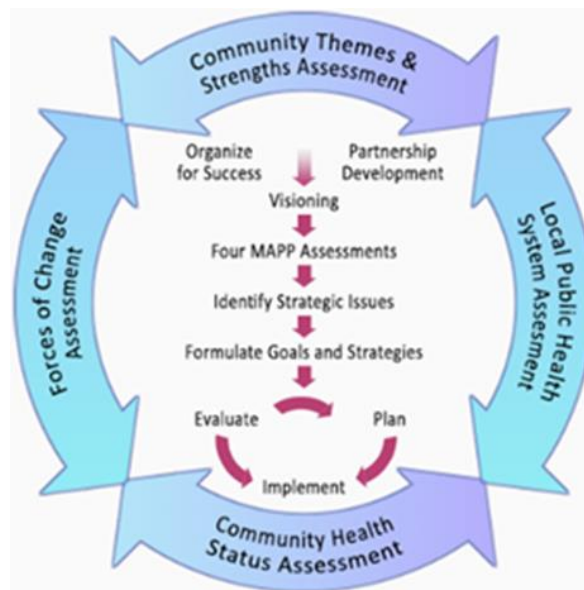 Community Themes &
Strengths Assessment
Organize
for Success
Partnership
Development
Visioning
Four MAPP Assessments
Identify Strategic Issues
Formulate Goals and Strategies
Evaluate
Plan
Implement
Forces of Change
Assessment
Local Public Health
System Assessment
Community Health
Status Assessment